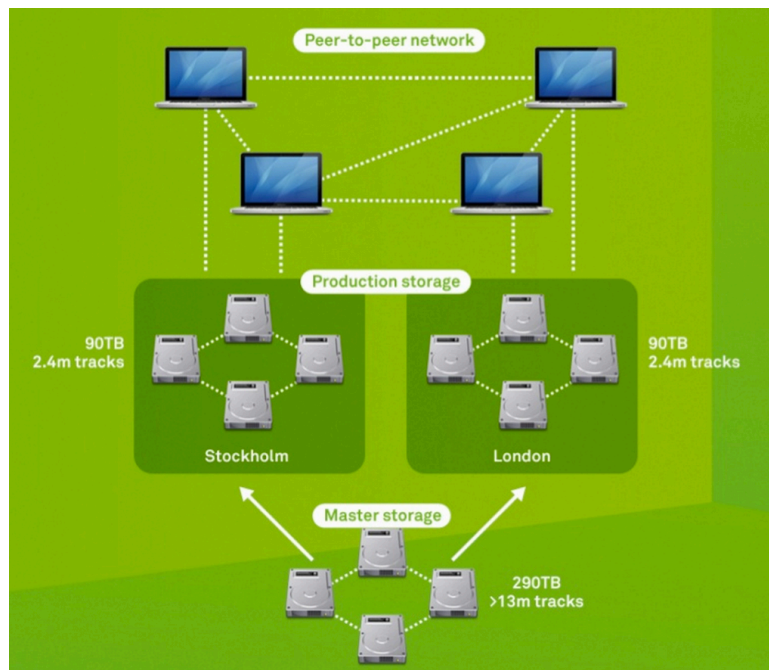 Peer-to-peer network
Production storage
90TB
2.4m tracks
90TB
2.4m tracks
Stockholm
London
Master storage
290TB
>13m tracks